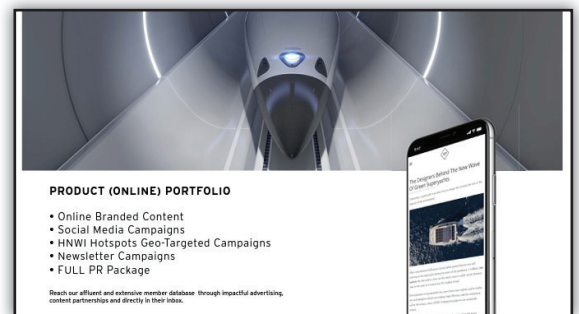 PRODUCT (ONLINE) PORTFOLIO
• Online Branded Content
• Social Media Campaigns
• HNWI Hotspots Geo-Targeted Campaigns
• Newsletter Campaigns
• FULL PR Package
Reach our affluent and extensive member database through impactful advertising,
content partnerships and directly in their inbox.
The Designers Behind The New Wave
Of Green Superyachts